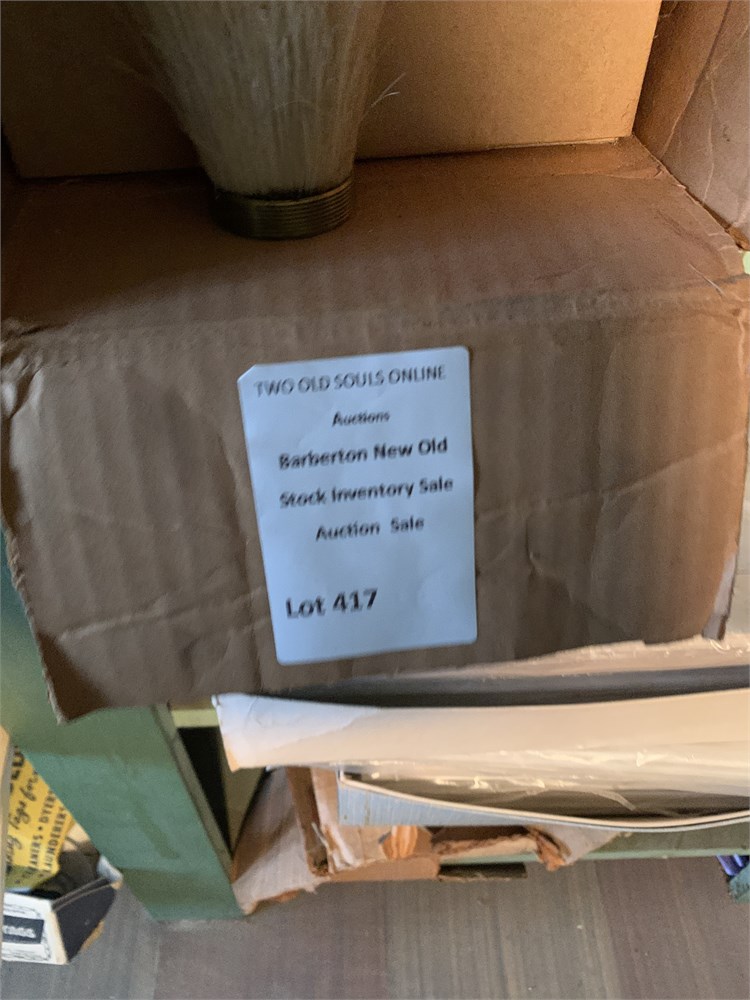 TWO OLD SOULS ONLINE
Auctions
Barberton New Old
Stock Inventory Sale
Auction Sale
Lot 417